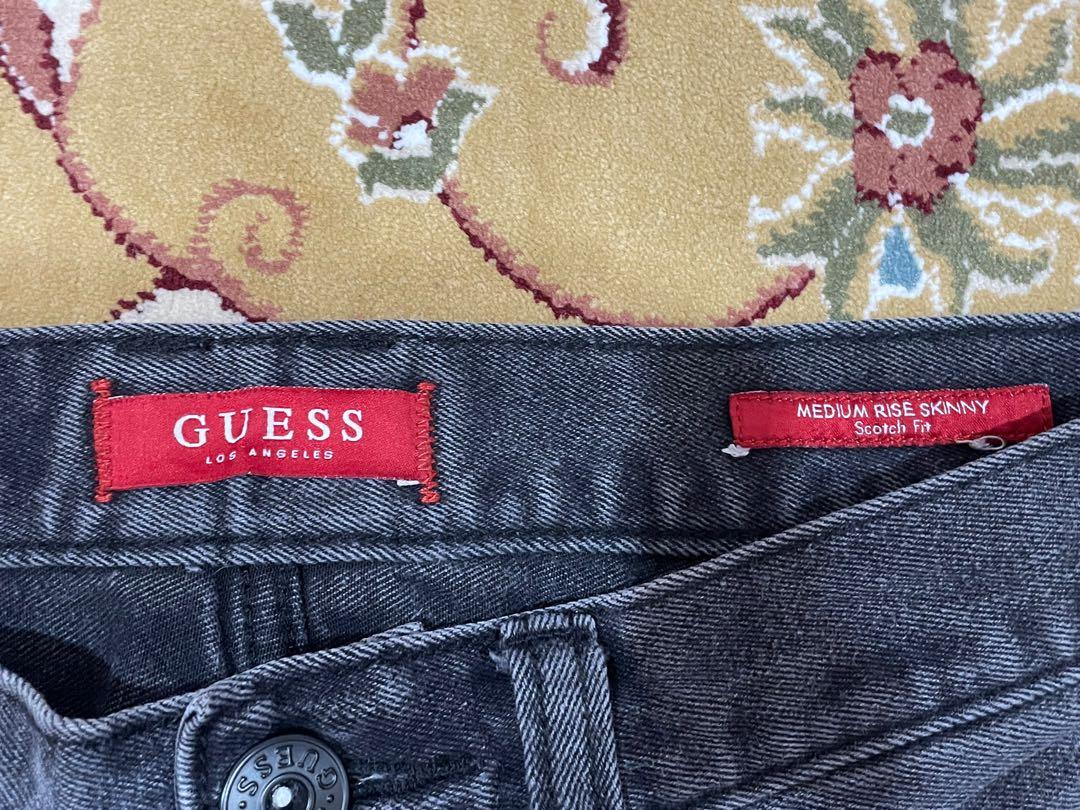 GUESS
LOS ANGELES
MEDIUM RISE SKINNY
Scotch Fit
GUESS